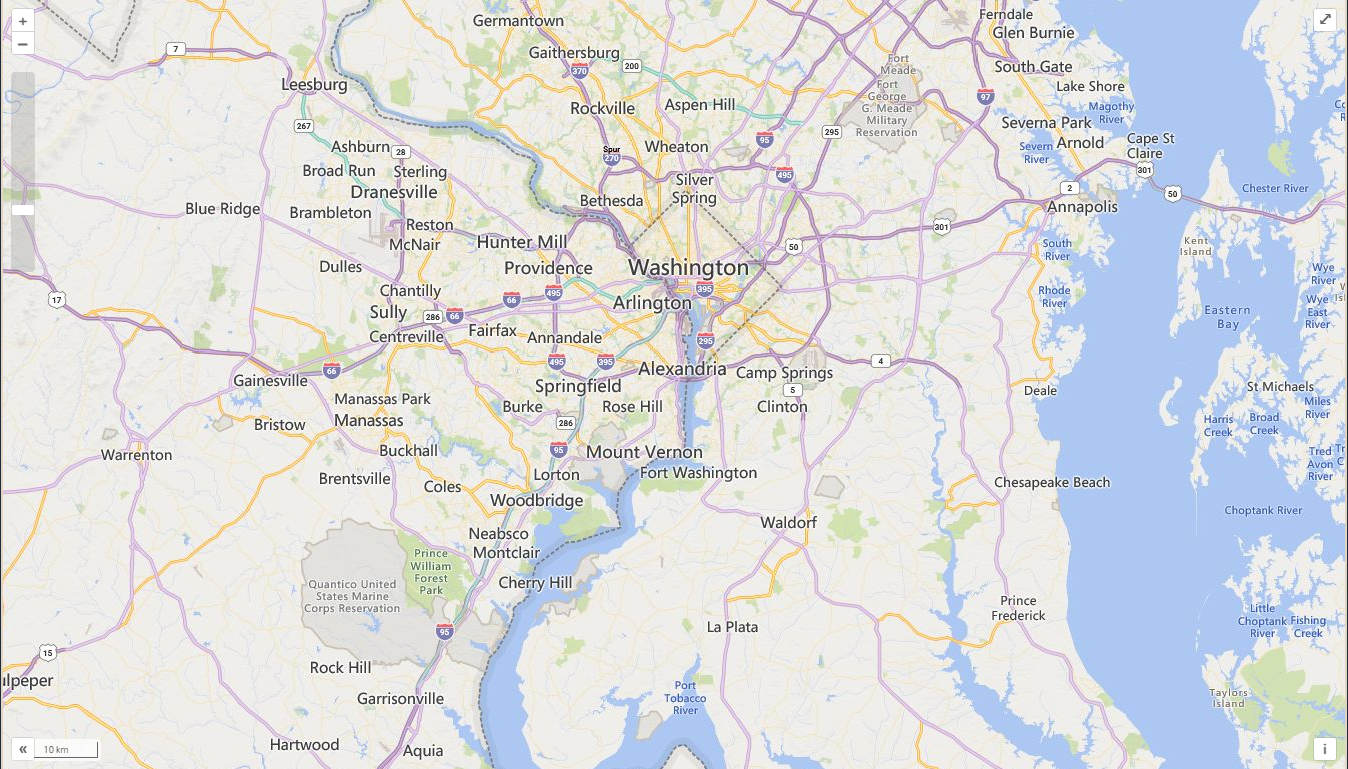 Germantown
Ferndale
Glen Burnie
+
−
7
Gaithersburg
200
370
Fort
Meade
Fort
George
G. Meade
Military
Reservation
South Gate
Lake Shore
97
Leesburg
Rockville
Aspen Hill
Magothy
River
Severna Park
267
95
295
Arnold
Cape St
Claire
Ashburn
28
Spur
270
Wheaton
Severn
River
Broad Run
Sterling
495
301
Dranesville
Silver
Spring
2
50
Chester River
Bethesda
Annapolis
Blue Ridge
Brambleton
Reston
McNair
Hunter Mill
50
301
South
River
Kent
Island
Dulles
Providence
Washington
Wye
River
17
Chantilly
66
495
395
Rhode
River
Wye
East
River
Sully
286
66
Arlington
Eastern
Bay
Centreville
Fairfax
Annandale
295
66
495
395
Alexandria
Camp Springs
4
Gainesville
Springfield
5
Deale
St Michaels
Manassas Park
Burke
Rose Hill
Clinton
Miles
River
Bristow
Manassas
286
Harris
Creek
Broad
Creek
Warrenton
Buckhall
95
Mount Vernon
Tred
Avon
River
Brentsville
Coles
Lorton
Fort Washington
Chesapeake Beach
Woodbridge
Choptank River
Waldorf
Neabsco
Montclair
Prince
William
Forest
Park
Quantico United
States Marine
Corps Reservation
Cherry Hill
Prince
Frederick
Little
Choptank
River
Fishing
Creek
95
La Plata
15
Rock Hill
ulpeper
Garrisonville
Port
Tobacco
River
Taylors
Island
Hartwood
Aquia
«
10 km
i